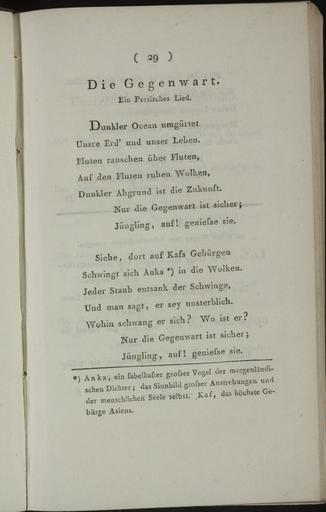 ( 29 )
Die Gegenwart.
Ein Persisches Lied.
Dunkler Ocean umgürtet
Unsre Erd' und unser Leben.
Fluten rauschen über Fluten,
Auf den Fluten ruhen Wolken,
Dunkler Abgrund ist die Zukunft.
Nur die Gegenwart ist sicher;
Jüngling, auf! geniefse sie.
Siehe, dort auf Kafs Gebürgen
Schwingt sich Anka *) in die Wolken.
Jeder Staub entsank der Schwinge,
Und man sagt, er sey unsterblich.
Wohin schwang er sich? Wo ist er?
Nur die Gegenwart ist sicher;
Jüngling, auf! geniefse sie.
*) Anka, ein fabelhafter grofser Vogel der morgenländi-
schen Dichter; das Sinnbild grofser Anstrebungen und
der menschlichen Seele selbst. Kaf, das höchste Ge-
bürge Asiens.